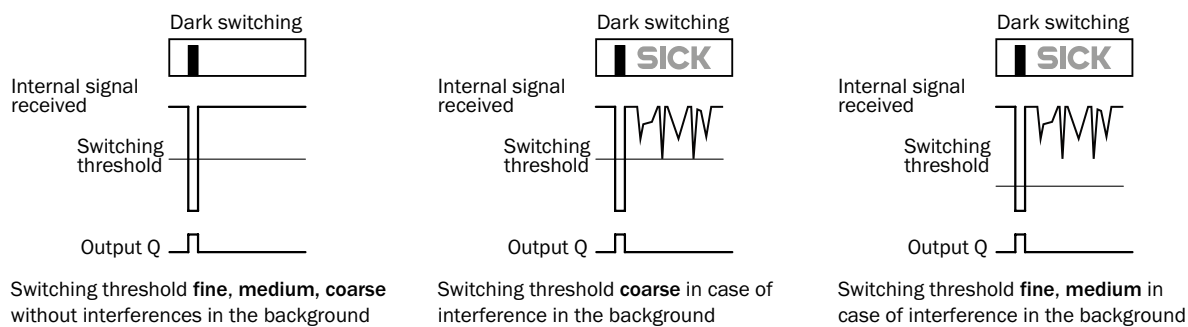 Dark switching
Internal signal
received
Switching
threshold
Output Q
Switching threshold fine, medium, coarse
without interferences in the background
Dark switching
SICK
Internal signal
received
Switching
threshold
Output Q
Switching threshold coarse in case of
interference in the background
Dark switching
SICK
Internal signal
received
Switching
threshold
Output Q
Switching threshold fine, medium in
case of interference in the background